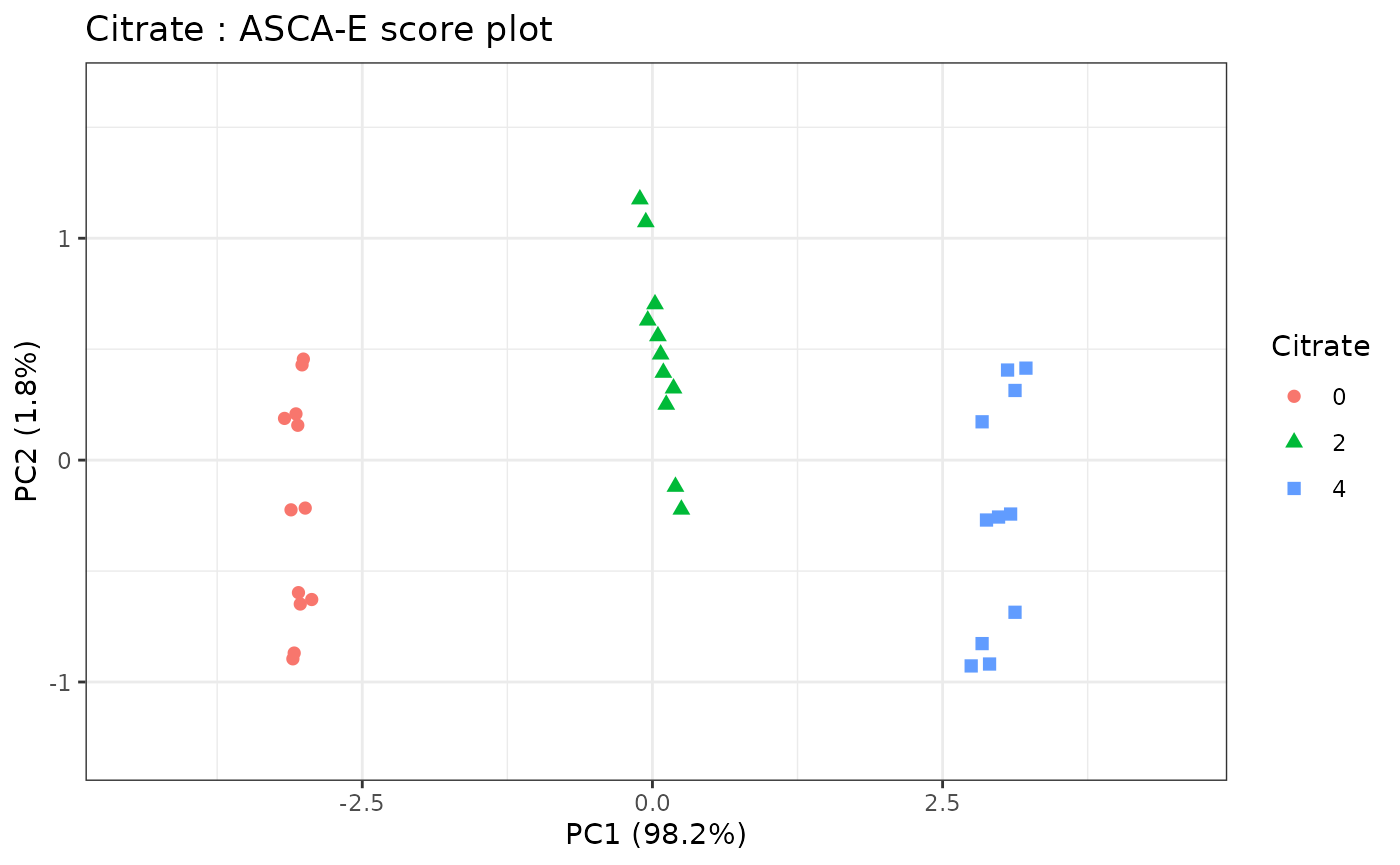 Citrate : ASCA-E score plot
PC2 (1.8%)
1
0
-1
-2.5
0.0
2.5
PC1 (98.2%)
Citrate
0
2
4